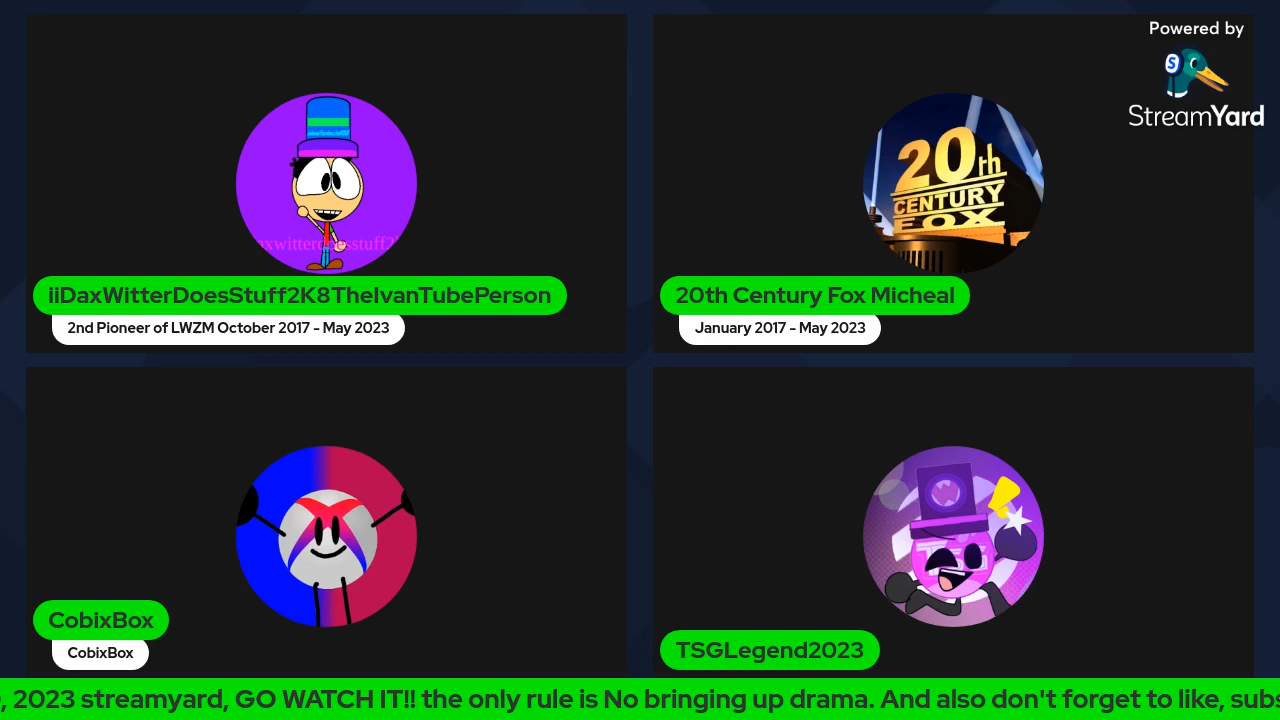 Powered by
StreamYard
20th
CENTURY
FOX
iiDaxWitterDoesStuff2K8TheIvanTubePerson
2nd Pioneer of LWZM October 2017 - May 2023
20th Century Fox Micheal
January 2017 - May 2023
TSG
CobixBox
CobixBox
TSGLegend2023
, 2023 streamyard, GO WATCH IT!! the only rule is No bringing up drama. And also don't forget to like, subs